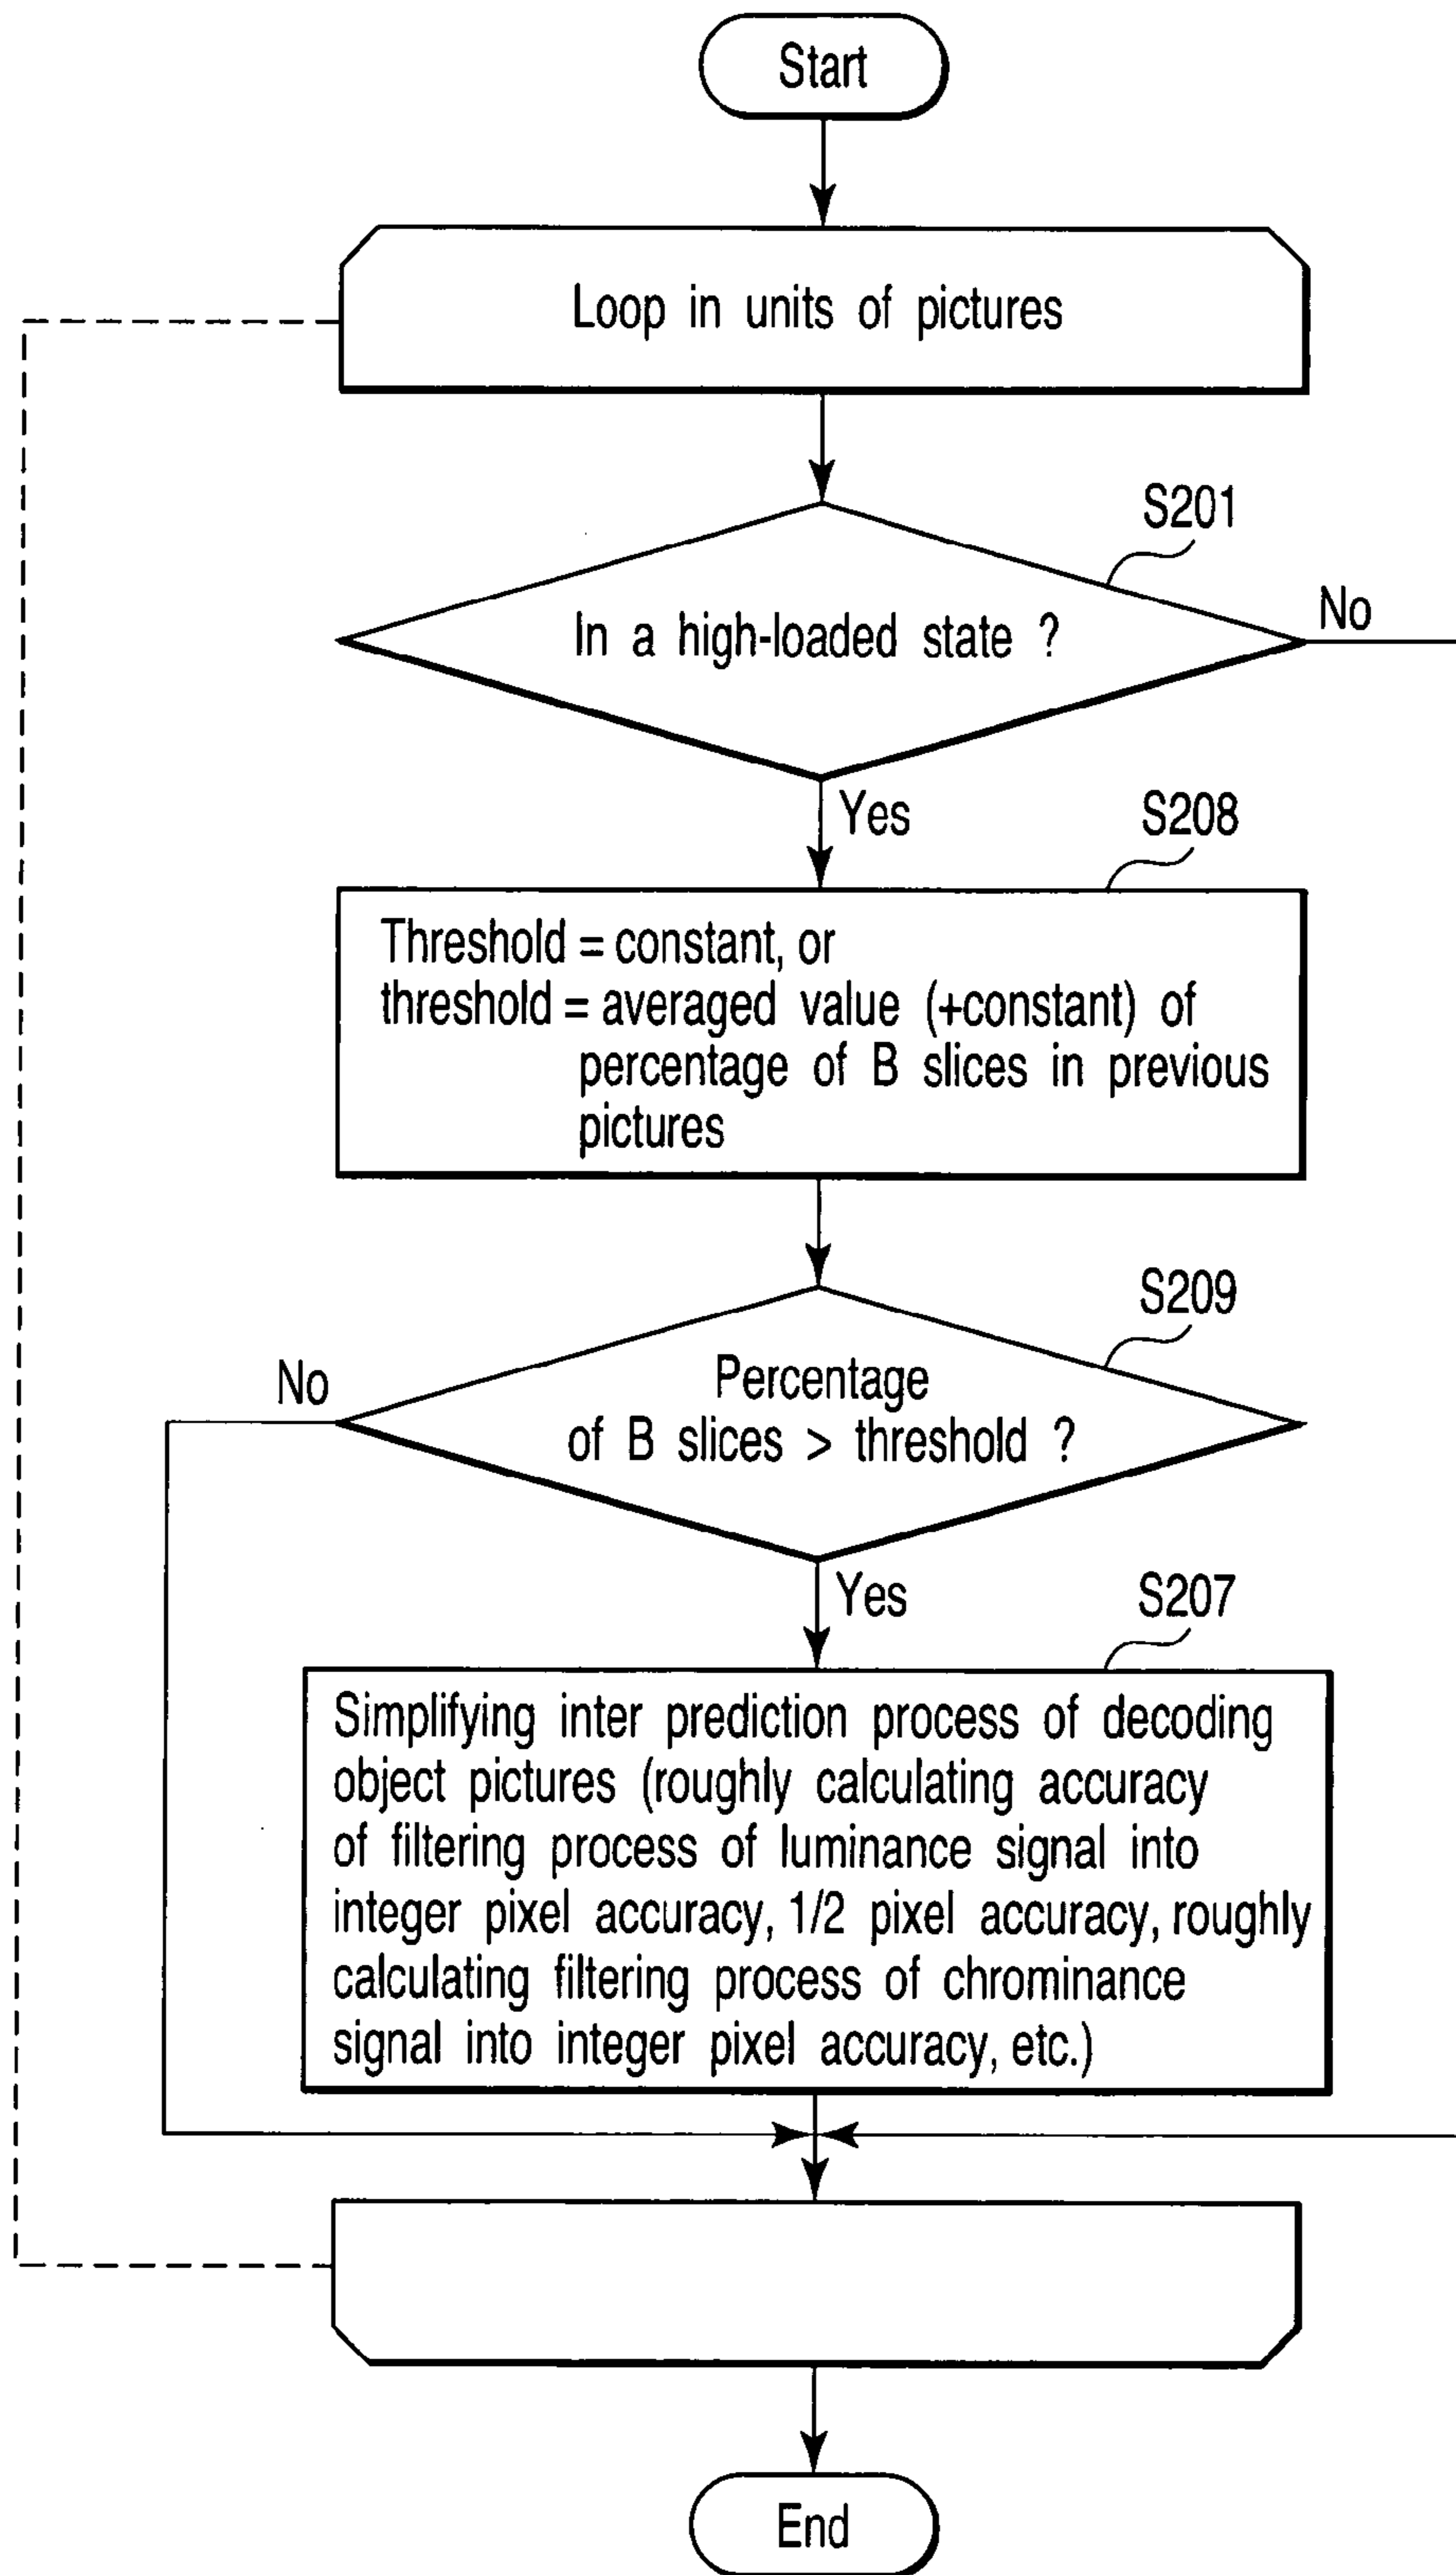 Start
Loop in units of pictures
S201
In a high-loaded state ?
No
Yes
S208
Threshold = constant, or
threshold = averaged value (+constant) of
percentage of B slices in previous
pictures
S209
No
Percentage
of B slices > threshold ?
Yes
S207
Simplifying inter prediction process of decoding
object pictures (roughly calculating accuracy
of filtering process of luminance signal into
integer pixel accuracy, 1/2 pixel accuracy, roughly
calculating filtering process of chrominance
signal into integer pixel accuracy, etc.)
End